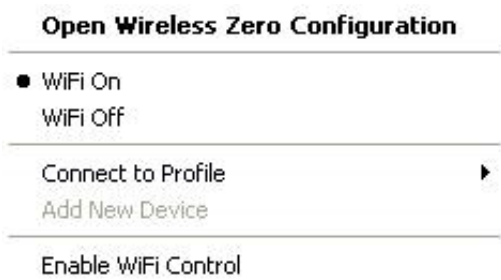 Open Wireless Zero Configuration
WiFi On
WiFi Off
Connect to Profile
Add New Device
Enable WiFi Control